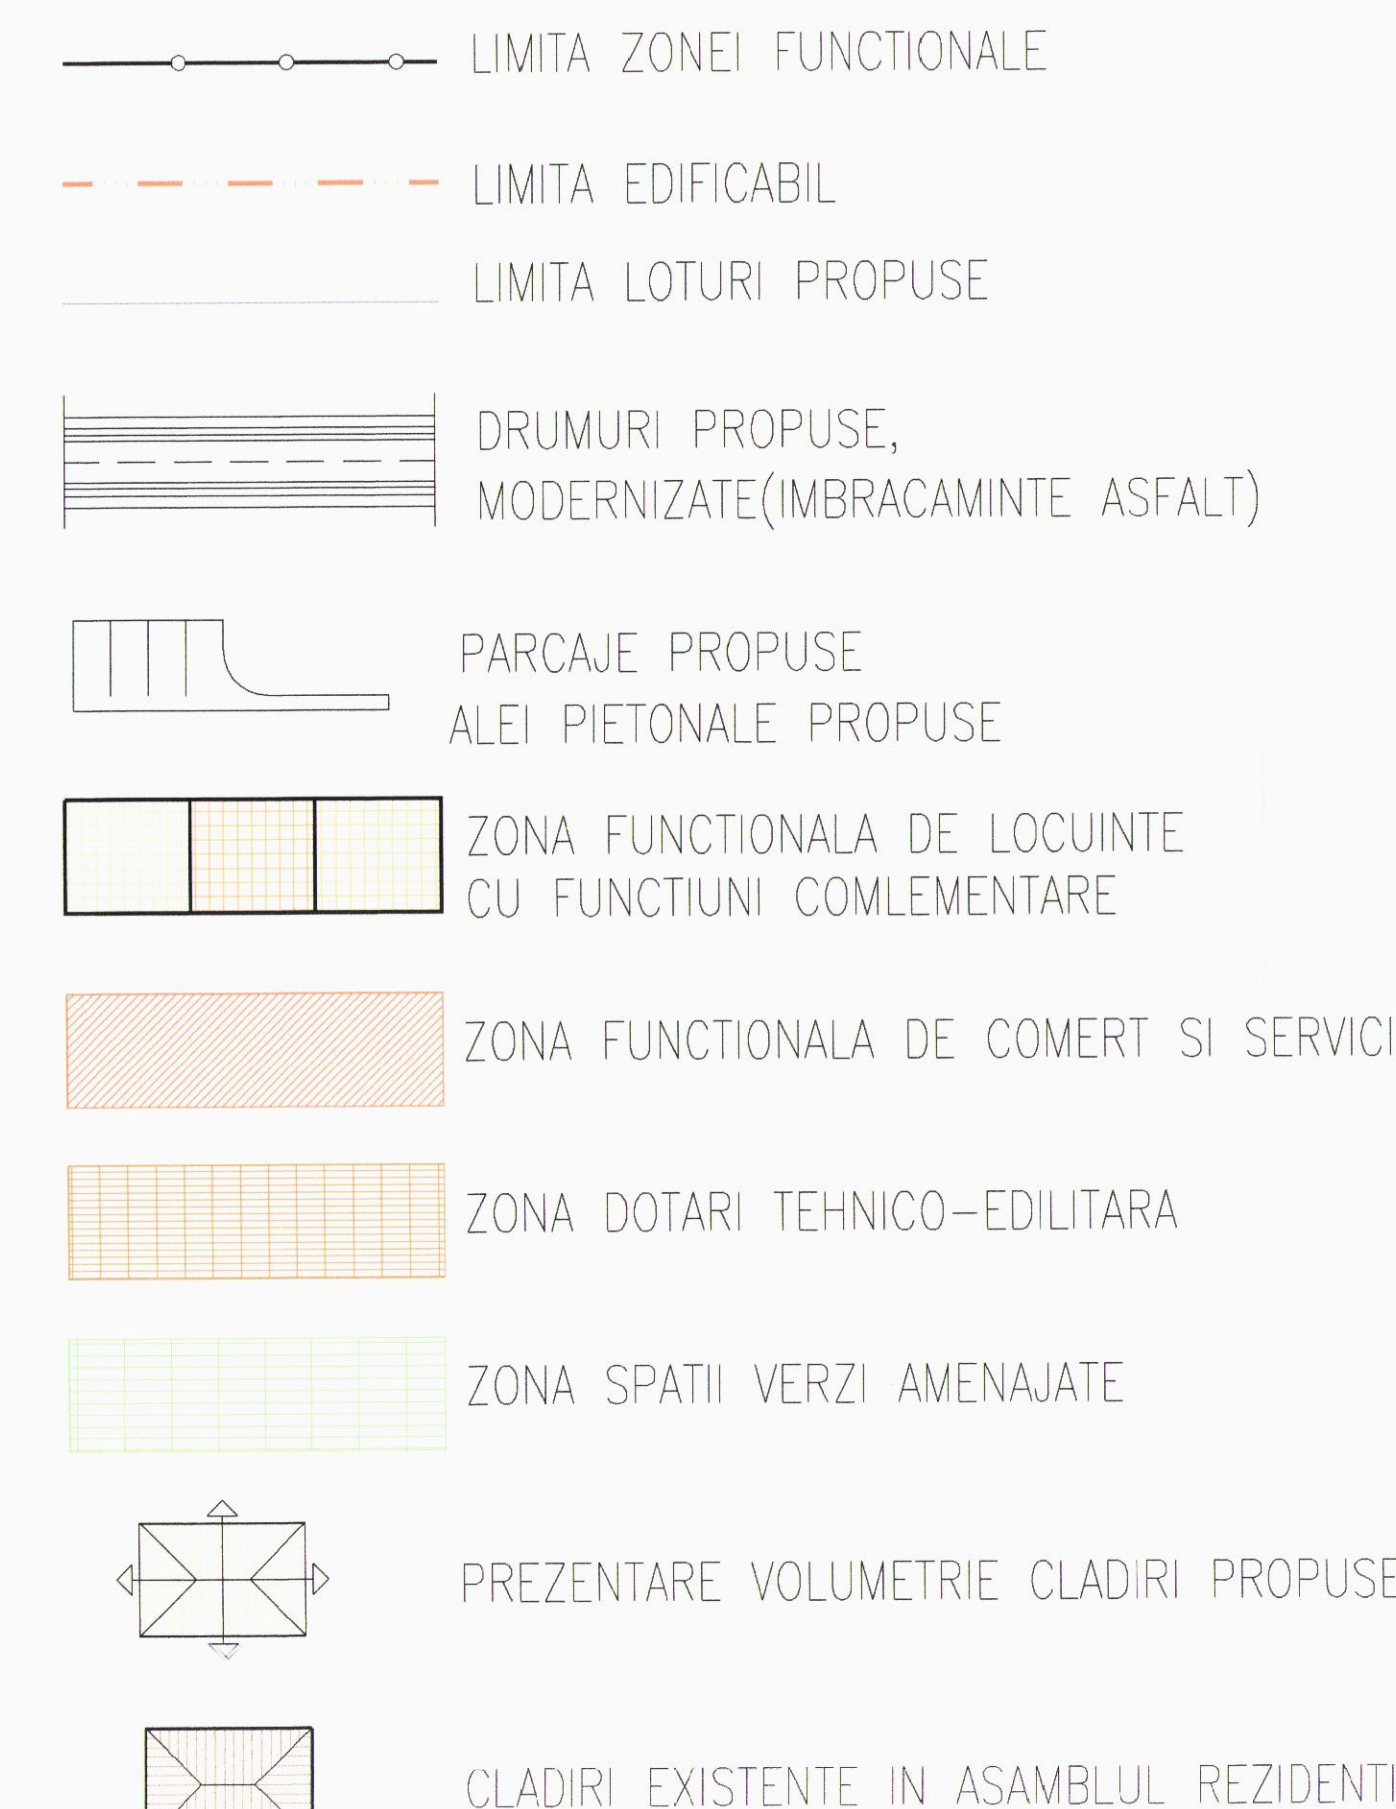 LIMITA ZONEI FUNCTIONALE
LIMITA EDIFICABIL
LIMITA LOTURI PROPUSE
DRUMURI PROPUSE,
MODERNIZATE(IMBRACAMINTE ASFALT)
PARCAJE PROPUSE
ALEI PIETONALE PROPUSE
ZONA FUNCTIONALA DE LOCUINTE
CU FUNCTIUNI COMLEMENTARE
ZONA FUNCTIONALA DE COMERT SI SERVICI
ZONA DOTARI TEHNICO-EDILITARA
ZONA SPATII VERZI AMENAJATE
PREZENTARE VOLUMETRIE CLADIRI PROPUSE
CLADIRI EXISTENTE IN ASAMBLUL REZIDENTI